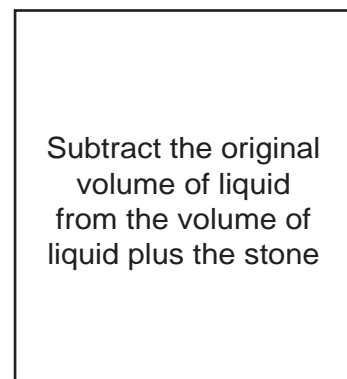 Subtract the original
volume of liquid
from the volume of
liquid plus the stone